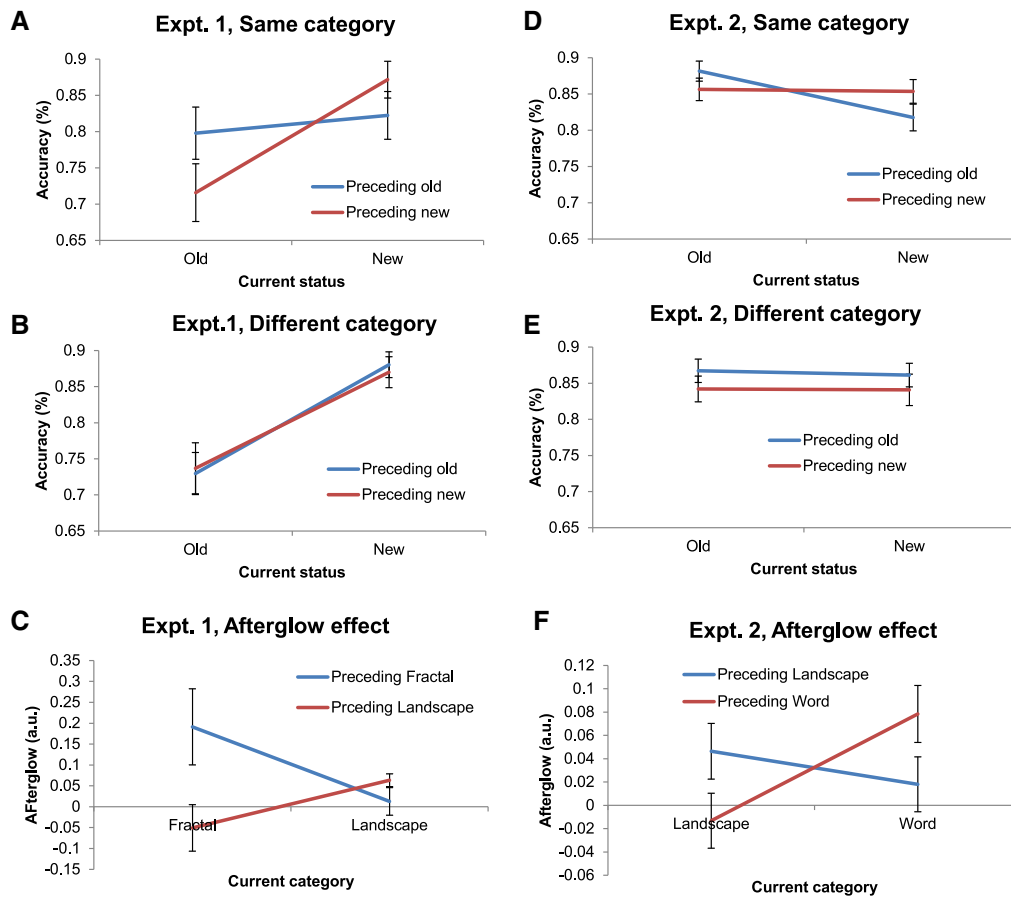 A
Expt. 1, Same category
0.9
0.85
0.8
0.75
0.7
0.65
Accuracy (%)
Preceding old
Preceding new
Old
New
Current status
B
Expt.1, Different category
0.9
0.85
0.8
0.75
0.7
0.65
Accuracy (%)
Preceding old
Preceding new
Old
New
Current status
C
Expt. 1, Afterglow effect
0.35
0.3
0.25
0.2
0.15
0.1
0.05
0
-0.05
-0.1
-0.15
AFterglow (a.u.)
Preceding Fractal
Prceding Landscape
Fractal
Landscape
Current category
D
Expt. 2, Same category
0.9
0.85
0.8
0.75
0.7
0.65
Accuracy (%)
Preceding old
Preceding new
Old
New
Current status
E
Expt. 2, Different category
0.9
0.85
0.8
0.75
0.7
0.65
Accuracy (%)
Preceding old
Preceding new
Old
New
Current status
F
Expt. 2, Afterglow effect
0.12
0.1
0.08
0.06
0.04
0.02
0
-0.02
-0.04
-0.06
Afterglow (a.u.)
Preceding Landscape
Preceding Word
Landscape
Word
Current category